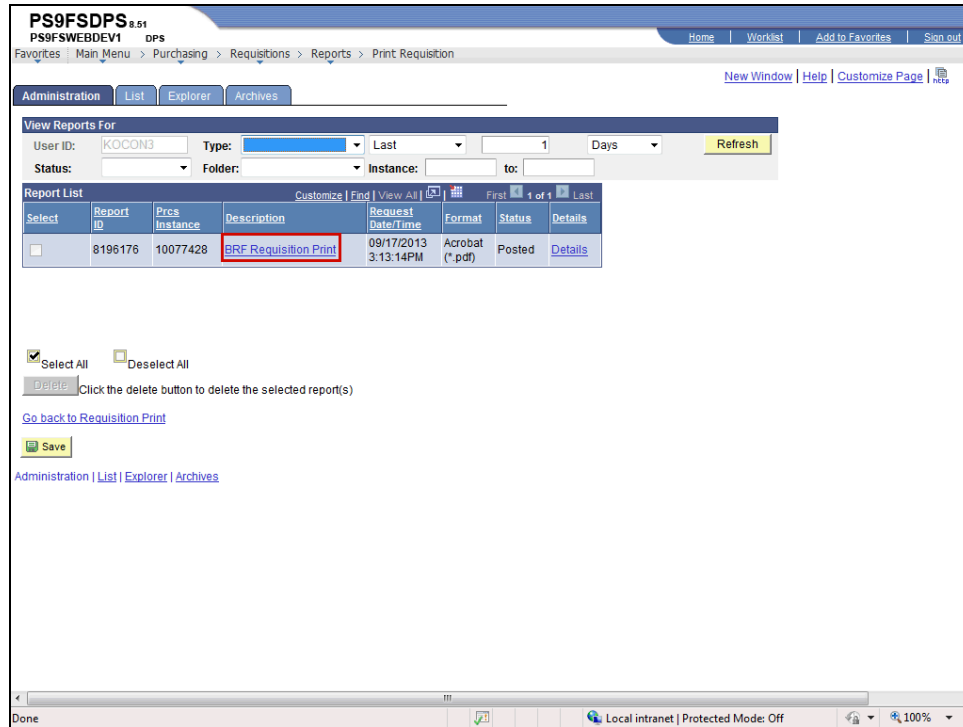 PS9FSDPS 8.51
PS9FSWEBDEV1 DPS
Home | Worklist | Add to Favorites | Sign out
Favorites Main Menu > Purchasing > Requisitions > Reports > Print Requisition
New Window | Help | Customize Page | http
Administration List Explorer Archives
View Reports For
User ID: KOCON3 Type: Last 1 Days Refresh
Status: Folder: Instance: to:
Report List Customize | Find | View All | First 1 of 1 Last
Select Report ID Prcs Instance Description Request Date/Time Format Status Details
8196176 10077428 BRF Requisition Print 09/17/2013 3:13:14PM Acrobat (*.pdf) Posted Details
Select All Deselect All
Delete Click the delete button to delete the selected report(s)
Go back to Requisition Print
Save
Administration | List | Explorer | Archives
Done Local intranet | Protected Mode: Off 100%